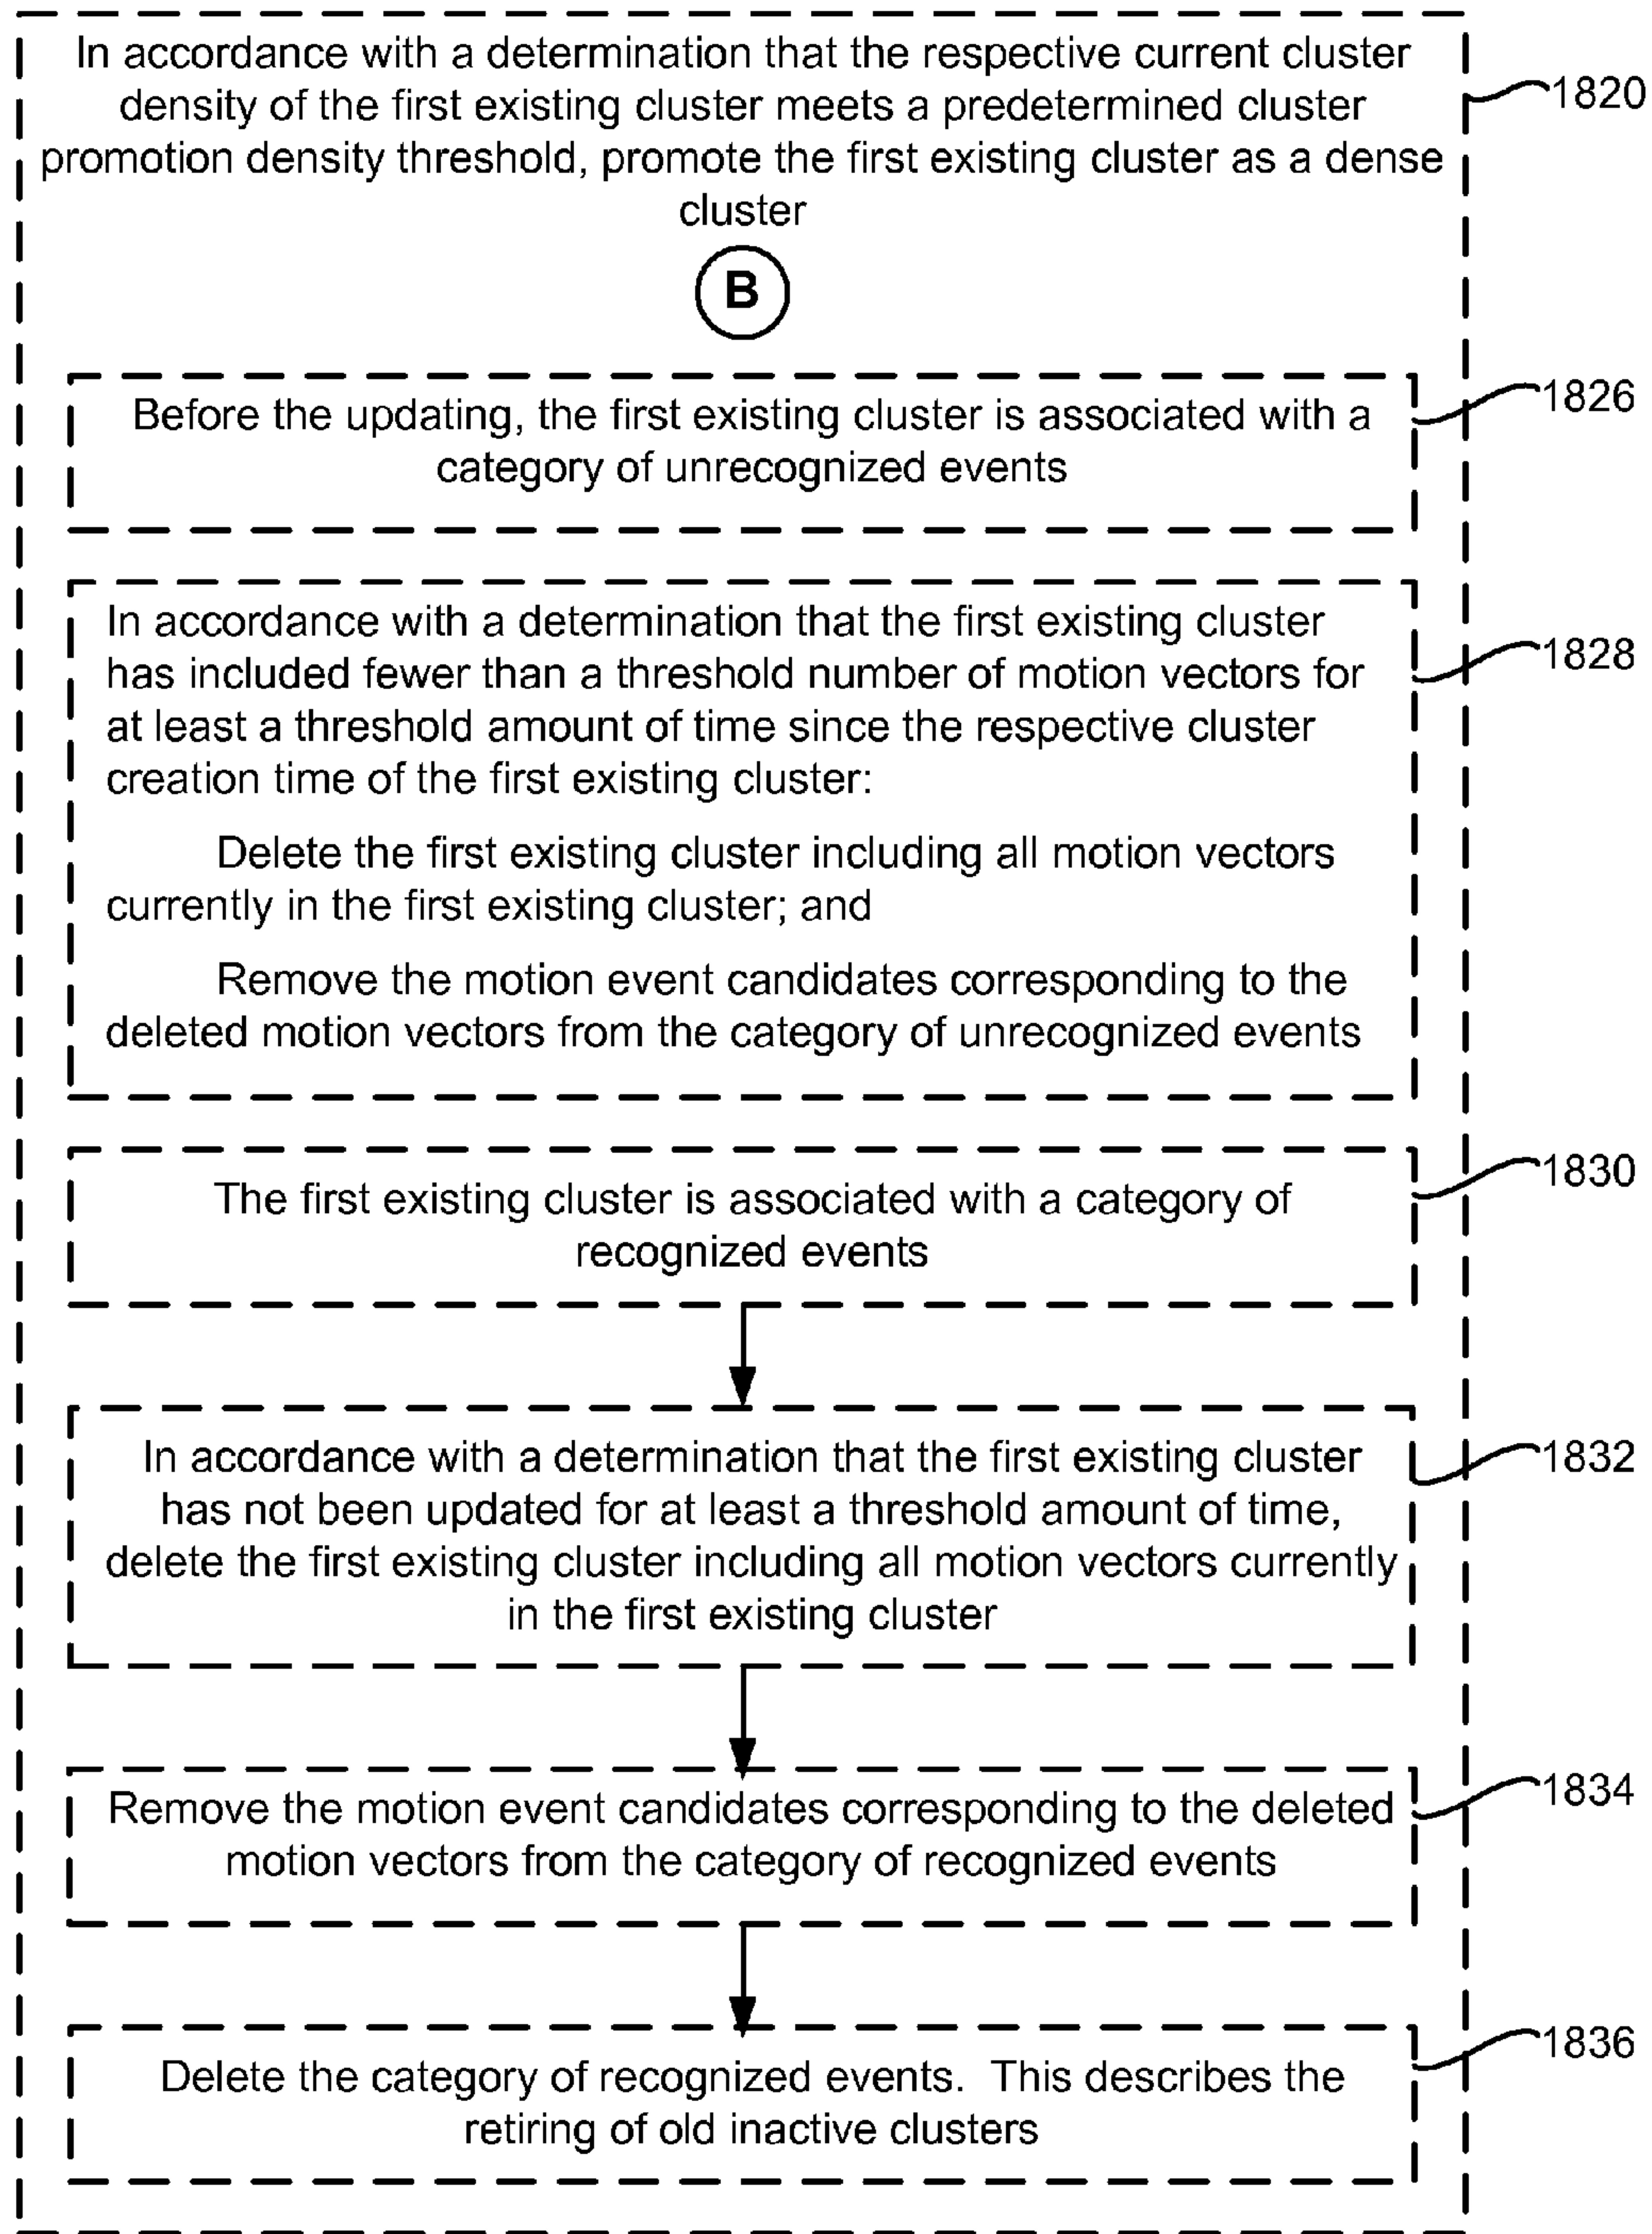 In accordance with a determination that the respective current cluster
density of the first existing cluster meets a predetermined cluster
promotion density threshold, promote the first existing cluster as a dense
cluster
1820
B
Before the updating, the first existing cluster is associated with a
category of unrecognized events
1826
In accordance with a determination that the first existing cluster
has included fewer than a threshold number of motion vectors for
at least a threshold amount of time since the respective cluster
creation time of the first existing cluster:
Delete the first existing cluster including all motion vectors
currently in the first existing cluster; and
Remove the motion event candidates corresponding to the
deleted motion vectors from the category of unrecognized events
1828
The first existing cluster is associated with a category of
recognized events
1830
In accordance with a determination that the first existing cluster
has not been updated for at least a threshold amount of time,
delete the first existing cluster including all motion vectors currently
in the first existing cluster
1832
Remove the motion event candidates corresponding to the deleted
motion vectors from the category of recognized events
1834
Delete the category of recognized events.  This describes the
retiring of old inactive clusters
1836